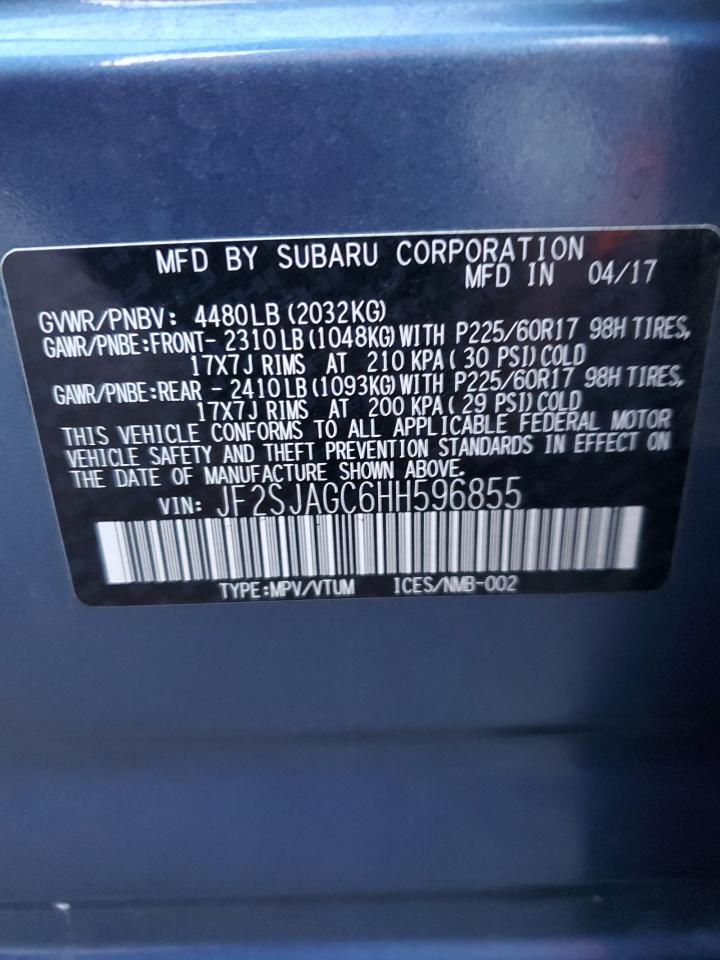 MFD BY SUBARU CORPORATION
MFD IN 04/17
GVWR/PNBV: 4480LB (2032KG)
GAWR/PNBE:FRONT- 2310LB(1048KG)WITH P225/60R17 98H TIRES,
17X7J RIMS AT 210 KPA( 30 PSI)COLD
GAWR/PNBE:REAR - 2410LB(1093KG)WITH P225/60R17 98H TIRES,
17X7J RIMS AT 200 KPA( 29 PSI)COLD
THIS VEHICLE CONFORMS TO ALL APPLICABLE FEDERAL MOTOR
VEHICLE SAFETY AND THEFT PREVENTION STANDARDS IN EFFECT ON
THE DATE OF MANUFACTURE SHOWN ABOVE.
VIN: JF2SJAGC6HH596855
TYPE:MPV/VTUM ICES/NMB-002